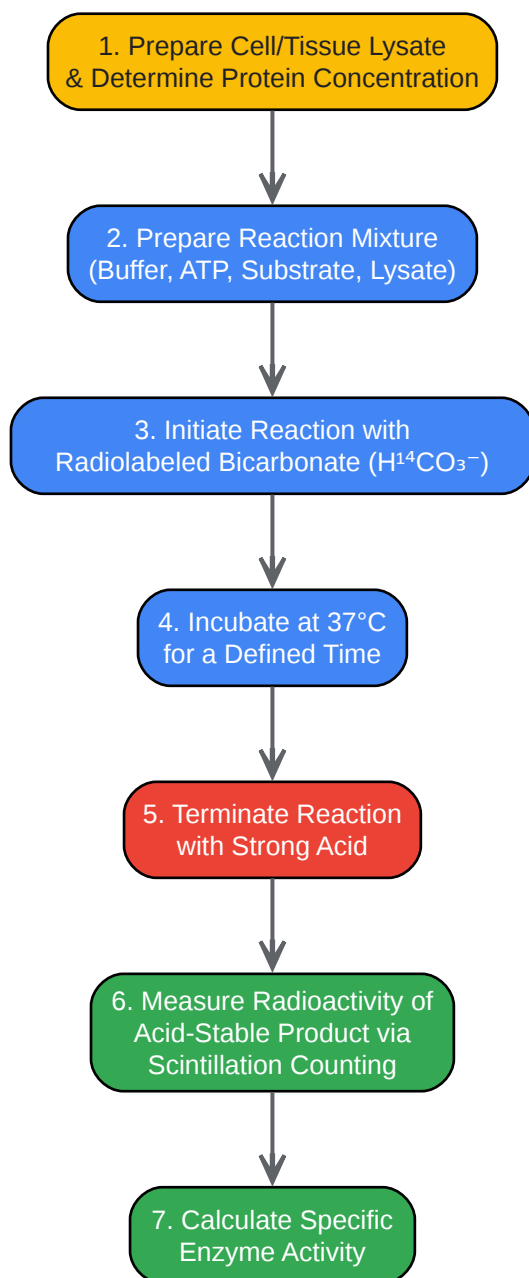 1. Prepare Cell/Tissue Lysate
& Determine Protein Concentration
2. Prepare Reaction Mixture
(Buffer, ATP, Substrate, Lysate)
3. Initiate Reaction with
Radiolabeled Bicarbonate (H¹⁴CO₃⁻)
4. Incubate at 37°C
for a Defined Time
5. Terminate Reaction
with Strong Acid
6. Measure Radioactivity of
Acid-Stable Product via
Scintillation Counting
7. Calculate Specific
Enzyme Activity